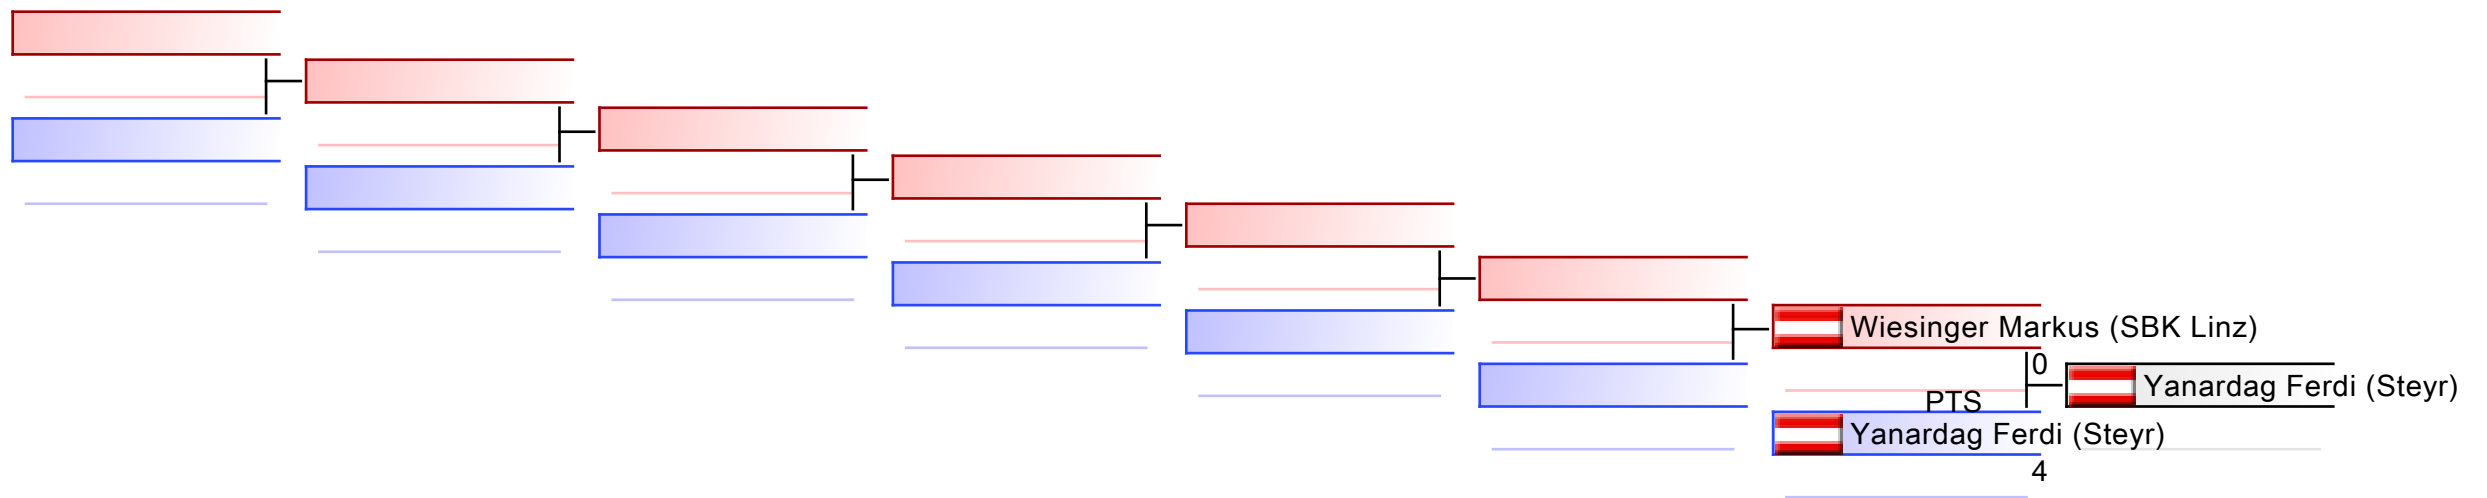 Wiesinger Markus (SBK Linz)
0
Yanardag Ferdi (Steyr)
PTS
Yanardag Ferdi (Steyr)
4